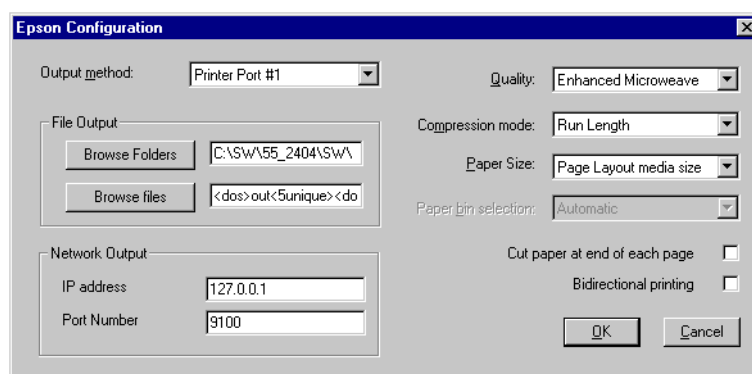 Epson Configuration
Output method:
Printer Port #1
File Output
Browse Folders
C:\SW\55_2404\SW\
Browse files
<dos>out<5unique><do
Network Output
IP address
127.0.0.1
Port Number
9100
Quality:
Enhanced Microweave
Compression mode:
Run Length
Paper Size:
Page Layout media size
Paper bin selection:
Automatic
Cut paper at end of each page
Bidirectional printing
OK
Cancel